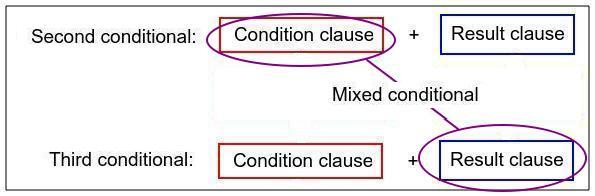 Second conditional: Condition clause + Result clause
Mixed conditional
Third conditional: Condition clause + Result clause